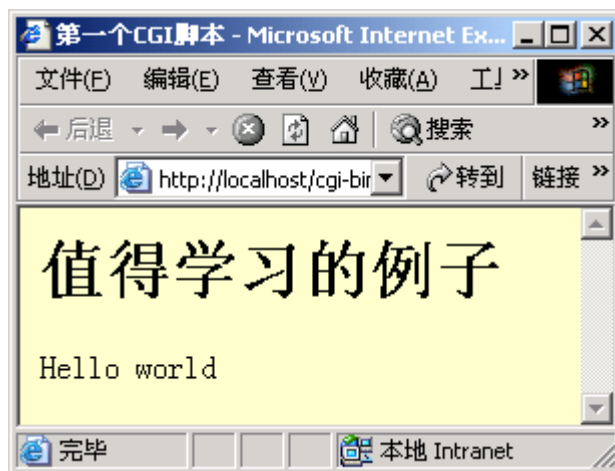 第一个CGI脚本 - Microsoft Internet Ex...
文件(F) 编辑(E) 查看(V) 收藏(A) »
后退 搜索 »
地址(D) http://localhost/cgi-bir 转到 链接 »
值得学习的例子
Hello world
完毕 本地 Intranet